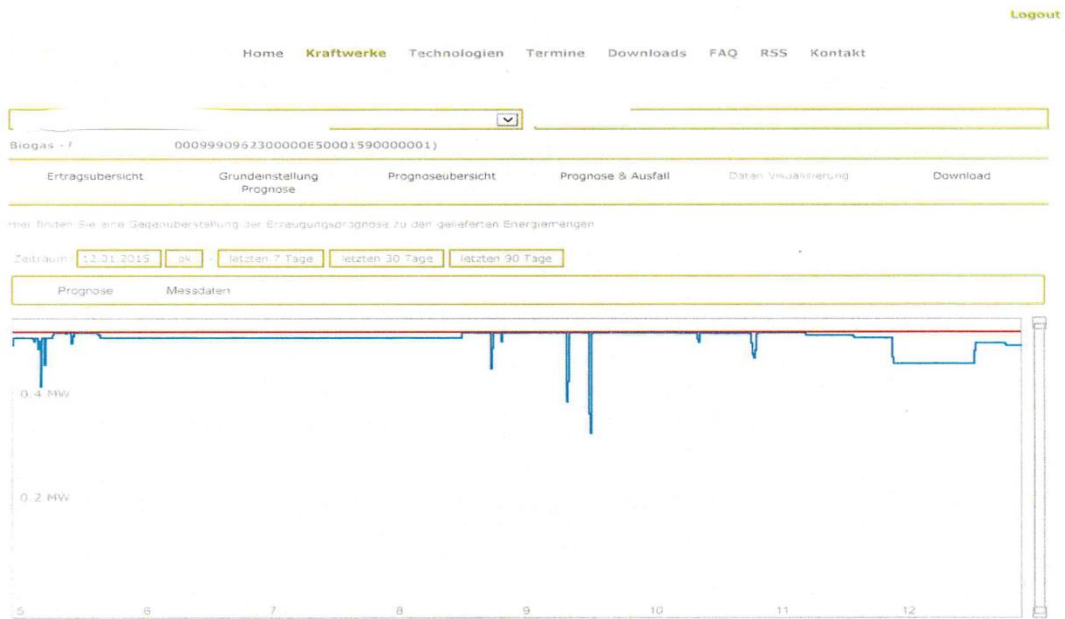 Logout
Home Kraftwerke Technologien Termine Downloads FAQ RSS Kontakt
Biogas - 0009990962300000E50001590000001)
Ertragsubersicht Grundeinstellung Prognose Prognoseubersicht Prognose & Ausfall Daten Visualisierung Download
Hier finden Sie eine Gegenuberstellung der Erzeugungsprognose zu den gelieferten Energiemengen
Zeitraum: 12.01.2015 ok - letzten 7 Tage letzten 30 Tage letzten 90 Tage
Prognose Messdaten
0.4 MW
0.2 MW
5 6 7 8 9 10 11 12